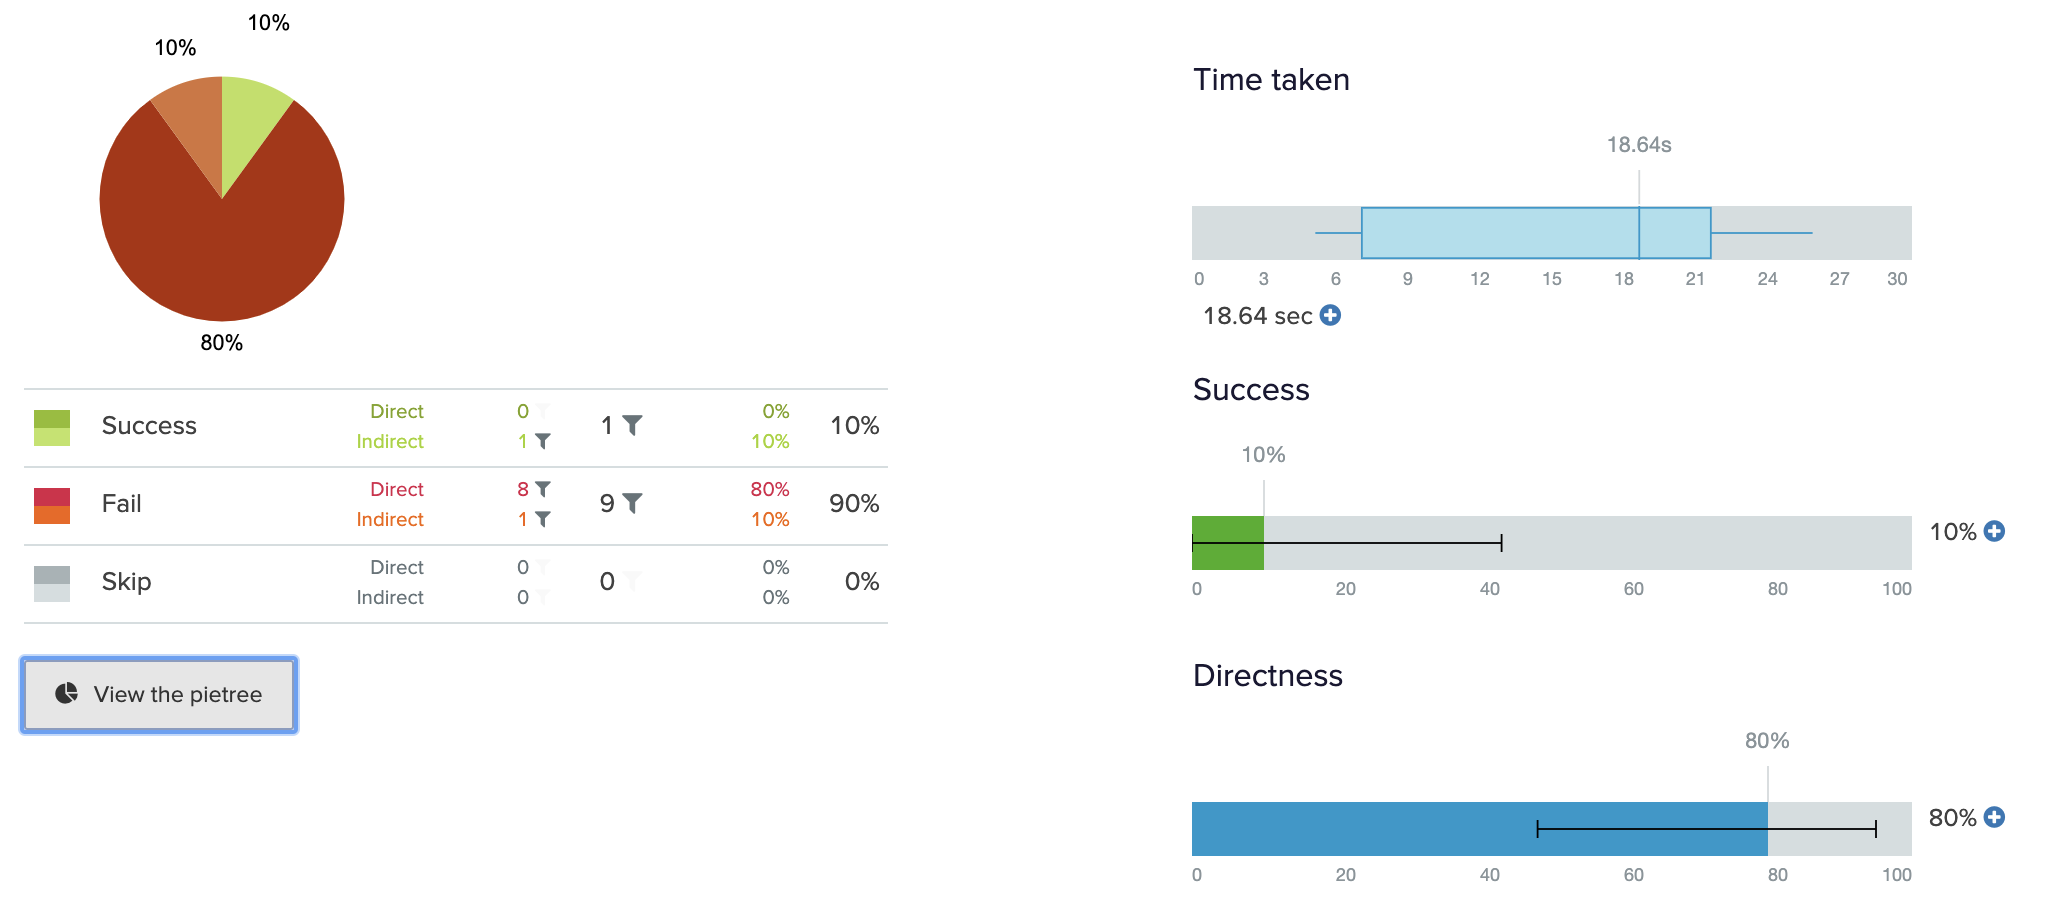 10%
10%
80%
Success Direct 0 1 0% 10%
Indirect 1 10%
Fail Direct 8 9 80% 90%
Indirect 1 10%
Skip Direct 0 0 0% 0%
Indirect 0 0%
View the pietree
Time taken
18.64s
0 3 6 9 12 15 18 21 24 27 30
18.64 sec
Success
10%
10%
0 20 40 60 80 100
Directness
80%
80%
0 20 40 60 80 100